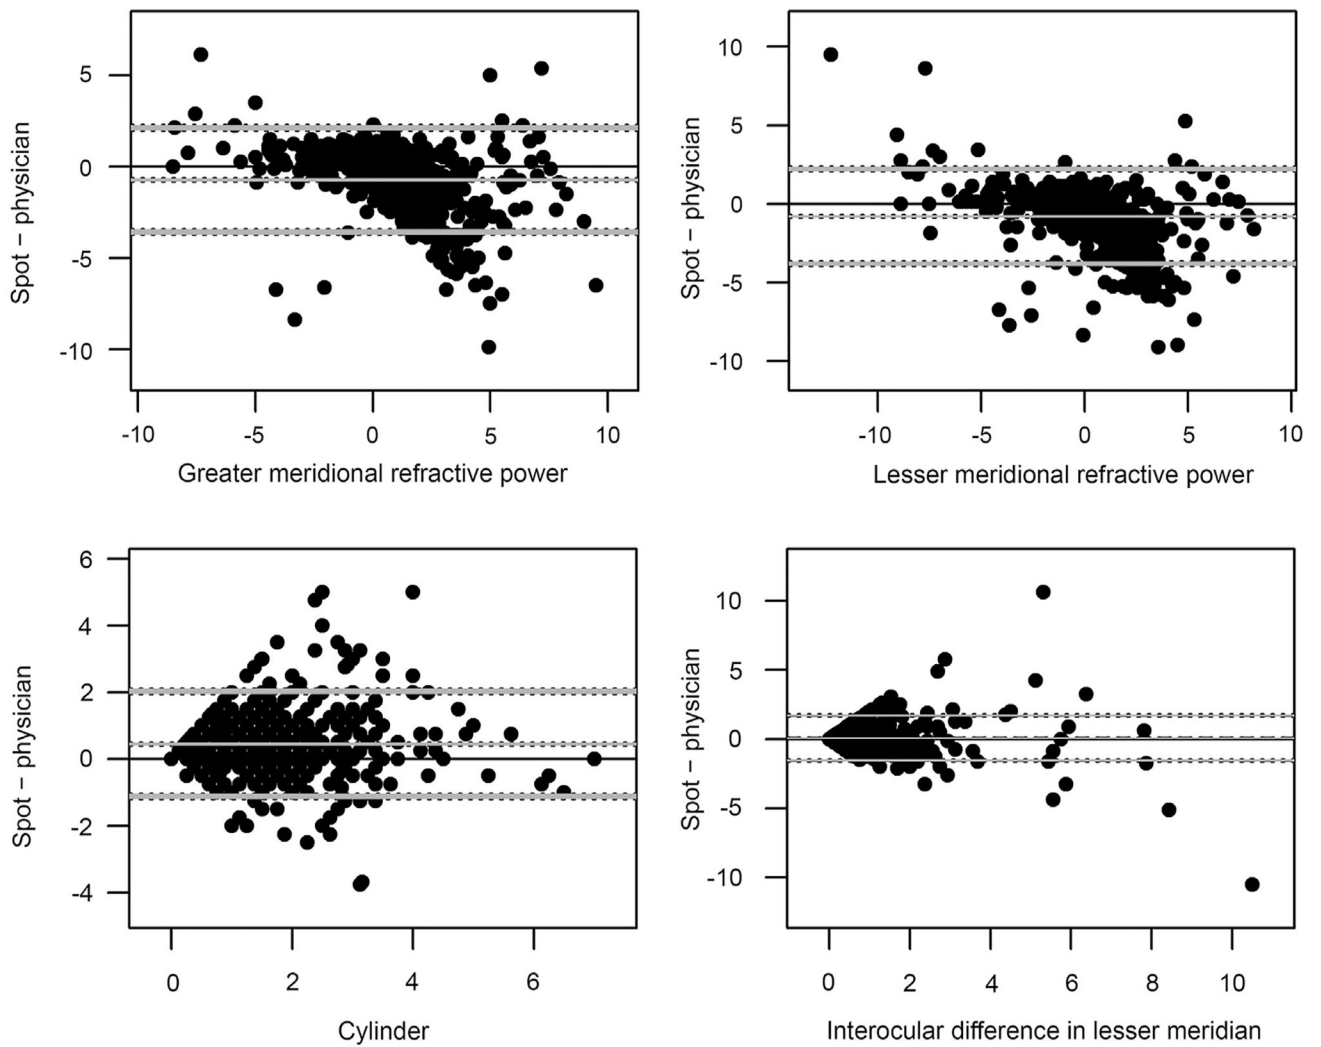 5
0
-5
-10
Spot – physician
-10 -5 0 5 10
Greater meridional refractive power
10
5
0
-5
-10
Spot – physician
-10 -5 0 5 10
Lesser meridional refractive power
6
4
2
0
-2
-4
Spot – physician
0 2 4 6
Cylinder
10
5
0
-5
-10
Spot – physician
0 2 4 6 8 10
Interocular difference in lesser meridian